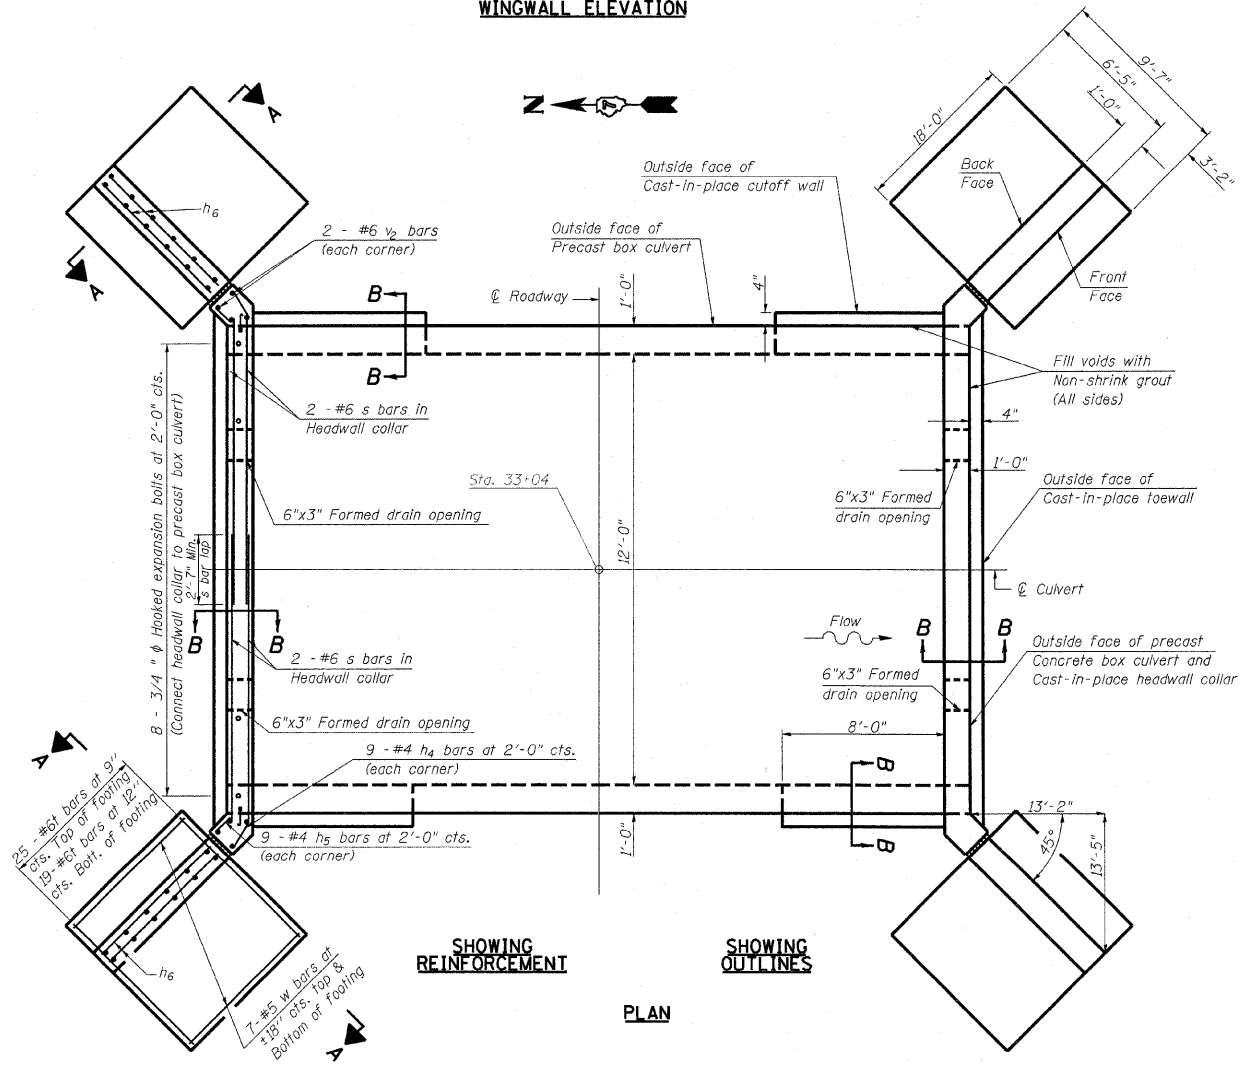 WINGWALL ELEVATION
N
A
A
9'-7"
6'-5"
1'-0"
18'-0"
3'-2"
Back
Face
Front
Face
Outside face of
Cast-in-place cutoff wall
Outside face of
Precast box culvert
h6
2 - #6 v2 bars
(each corner)
B
B
℄ Roadway
1'-0"
4"
Fill voids with
Non-shrink grout
(All sides)
4"
1'-0"
2 - #6 s bars in
Headwall collar
8 - 3/4 " ϕ Hooked expansion bolts at 2'-0" cts.
(Connect headwall collar to precast box culvert)
Sta. 33+04
6"x3" Formed drain opening
6"x3" Formed
drain opening
Outside face of
Cast-in-place toewall
2'-7" Min.
s bar lap
12'-0"
℄ Culvert
Flow
B
B
B
B
Outside face of precast
Concrete box culvert and
Cast-in-place headwall collar
2 - #6 s bars in
Headwall collar
6"x3" Formed
drain opening
6"x3" Formed drain opening
8'-0"
A
9 - #4 h4 bars at 2'-0" cts.
(each corner)
B
B
25 - #6t bars at 9"
cts. Top of footing
19- #6t bars at 12"
cts. Bott. of footing
9 - #4 h5 bars at 2'-0" cts.
(each corner)
1'-0"
13'-2"
45°
13'-5"
h6
7- #5 w bars at
±18" cts. top &
Bottom of footing
A
SHOWING
REINFORCEMENT
SHOWING
OUTLINES
PLAN